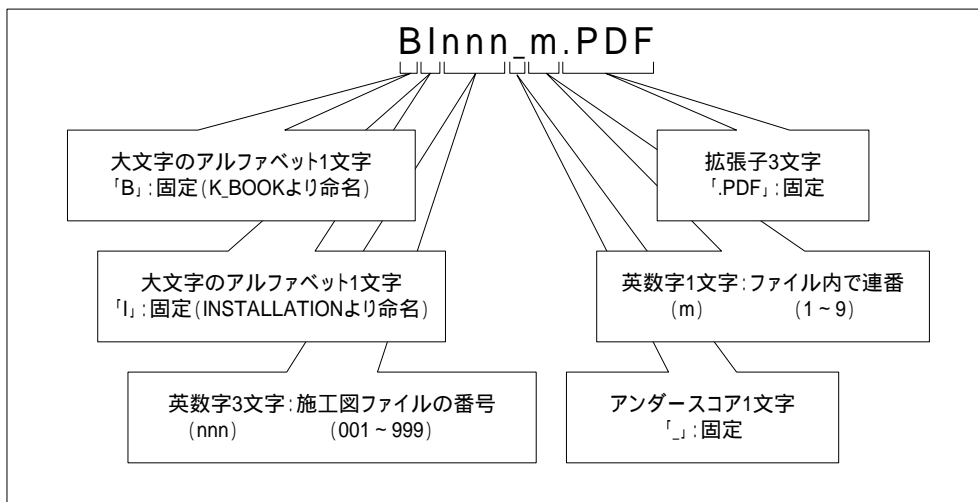 BInnn_m.PDF
大文字のアルファベット1文字
「B」:固定(K_BOOKより命名)
拡張子3文字
「.PDF」:固定
大文字のアルファベット1文字
「I」:固定(INSTALLATIONより命名)
英数字1文字:ファイル内で連番
(m) (1~9)
英数字3文字:施工図ファイルの番号
(nnn) (001~999)
アンダースコア1文字
「_」:固定